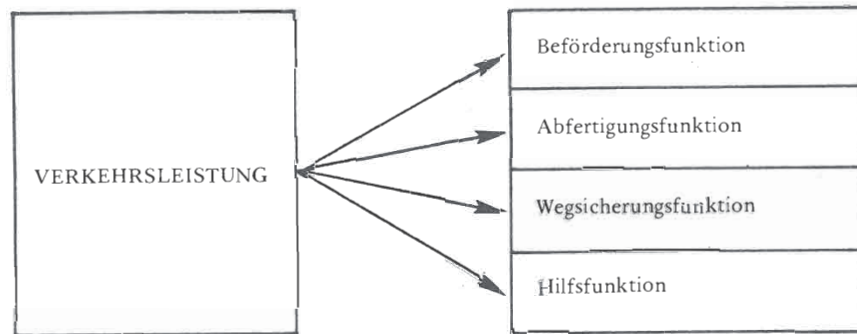 VERKEHRSLEISTUNG
Beförderungsfunktion
Abfertigungsfunktion
Wegsicherungsfunktion
Hilfsfunktion